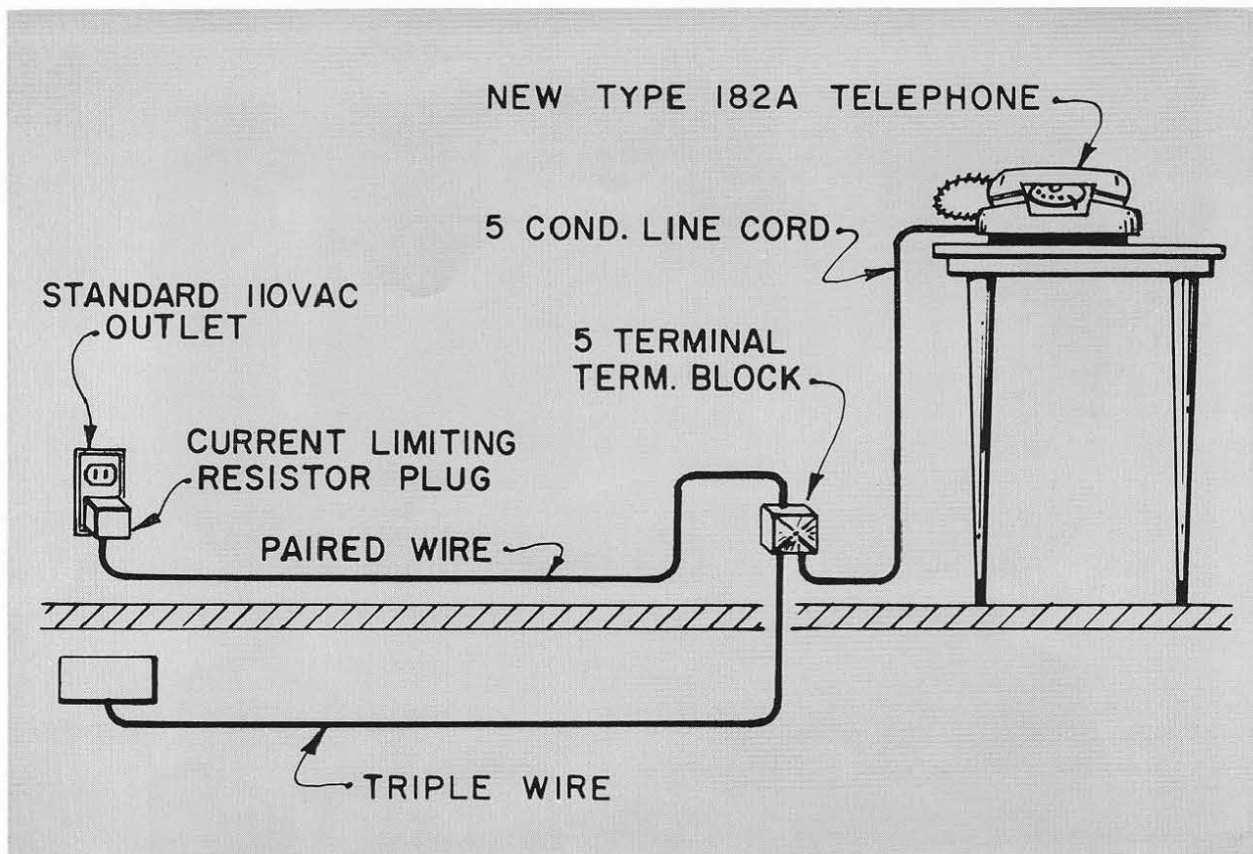 NEW TYPE 182A TELEPHONE
5 COND. LINE CORD
STANDARD 110VAC
OUTLET
5 TERMINAL
TERM. BLOCK
CURRENT LIMITING
RESISTOR PLUG
PAIRED WIRE
TRIPLE WIRE